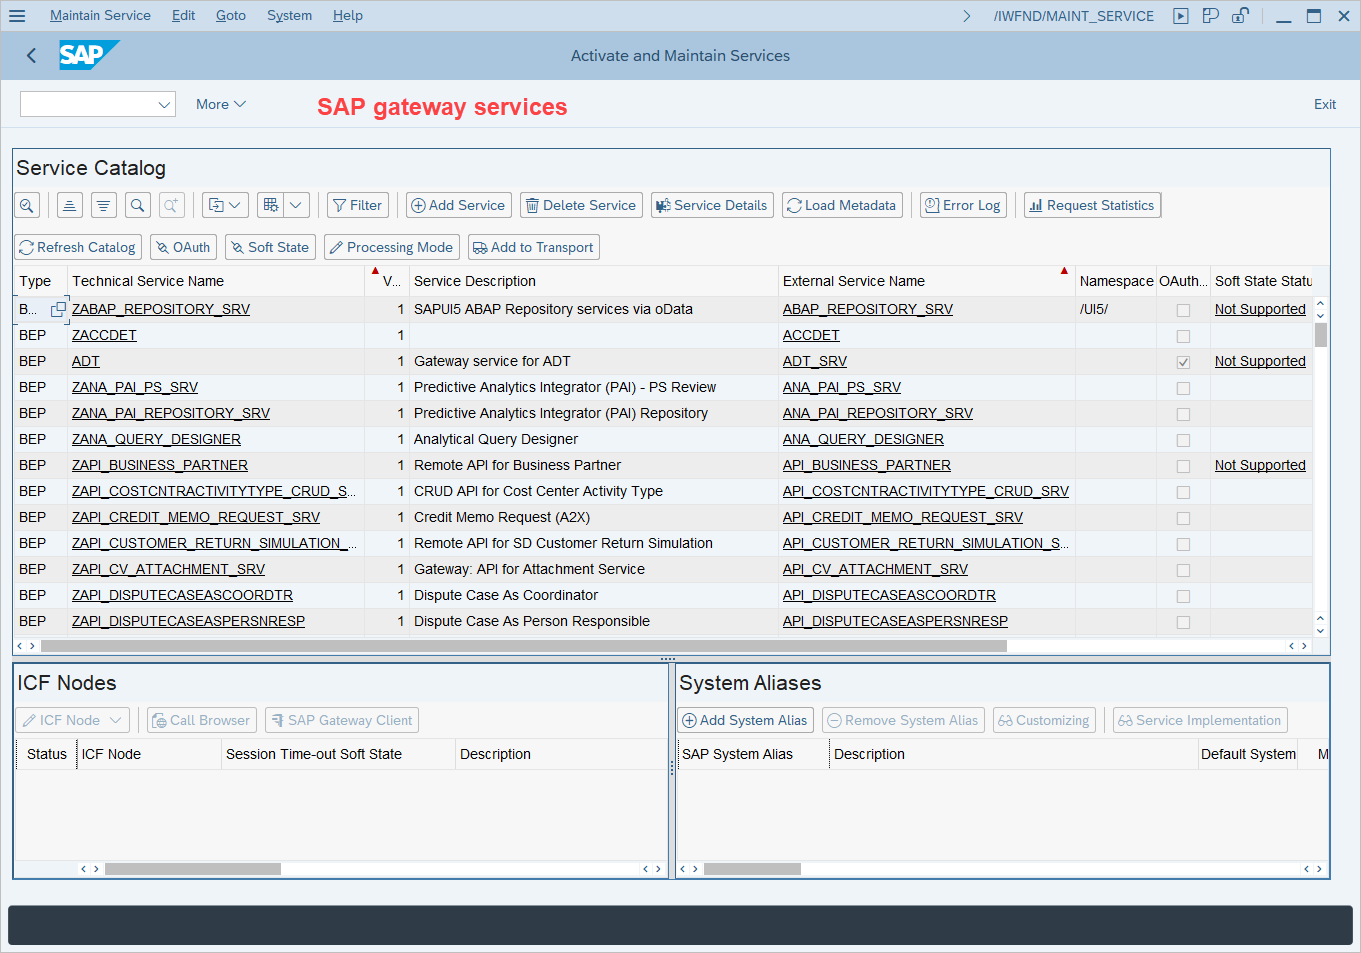 Maintain Service Edit Goto System Help /IWFND/MAINT_SERVICE
SAP Activate and Maintain Services
More SAP gateway services Exit
Service Catalog
Filter Add Service Delete Service Service Details Load Metadata Error Log Request Statistics
Refresh Catalog OAuth Soft State Processing Mode Add to Transport
Type Technical Service Name V... Service Description External Service Name Namespace OAuth... Soft State Statu
B... ZABAP_REPOSITORY_SRV 1 SAPUI5 ABAP Repository services via oData ABAP_REPOSITORY_SRV /UI5/ Not Supported
BEP ZACCDET 1 ACCDET
BEP ADT 1 Gateway service for ADT ADT_SRV Not Supported
BEP ZANA_PAI_PS_SRV 1 Predictive Analytics Integrator (PAI) - PS Review ANA_PAI_PS_SRV
BEP ZANA_PAI_REPOSITORY_SRV 1 Predictive Analytics Integrator (PAI) Repository ANA_PAI_REPOSITORY_SRV
BEP ZANA_QUERY_DESIGNER 1 Analytical Query Designer ANA_QUERY_DESIGNER
BEP ZAPI_BUSINESS_PARTNER 1 Remote API for Business Partner API_BUSINESS_PARTNER Not Supported
BEP ZAPI_COSTCNTRACTIVITYTYPE_CRUD_S... 1 CRUD API for Cost Center Activity Type API_COSTCNTRACTIVITYTYPE_CRUD_SRV
BEP ZAPI_CREDIT_MEMO_REQUEST_SRV 1 Credit Memo Request (A2X) API_CREDIT_MEMO_REQUEST_SRV
BEP ZAPI_CUSTOMER_RETURN_SIMULATION_... 1 Remote API for SD Customer Return Simulation API_CUSTOMER_RETURN_SIMULATION_S...
BEP ZAPI_CV_ATTACHMENT_SRV 1 Gateway: API for Attachment Service API_CV_ATTACHMENT_SRV
BEP ZAPI_DISPUTECASEASCOORDTR 1 Dispute Case As Coordinator API_DISPUTECASEASCOORDTR
BEP ZAPI_DISPUTECASEASPERSNRESP 1 Dispute Case As Person Responsible API_DISPUTECASEASPERSNRESP
ICF Nodes
ICF Node Call Browser SAP Gateway Client
Status ICF Node Session Time-out Soft State Description
System Aliases
Add System Alias Remove System Alias Customizing Service Implementation
SAP System Alias Description Default System M